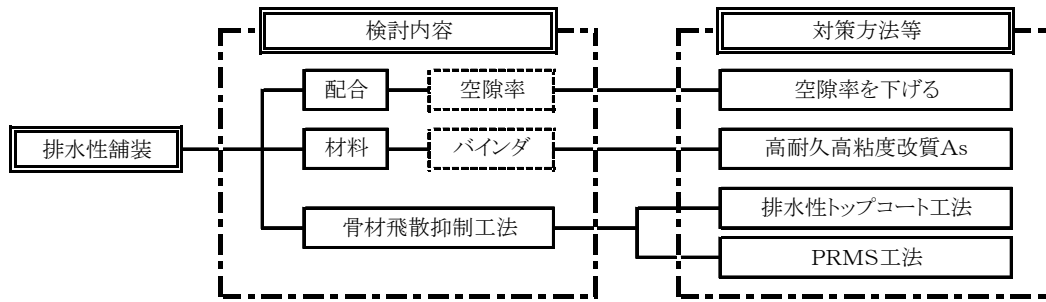 検討内容
対策方法等
配合
空隙率
空隙率を下げる
排水性舗装
材料
バインダ
高耐久高粘度改質As
骨材飛散抑制工法
排水性トップコート工法
PRMS工法